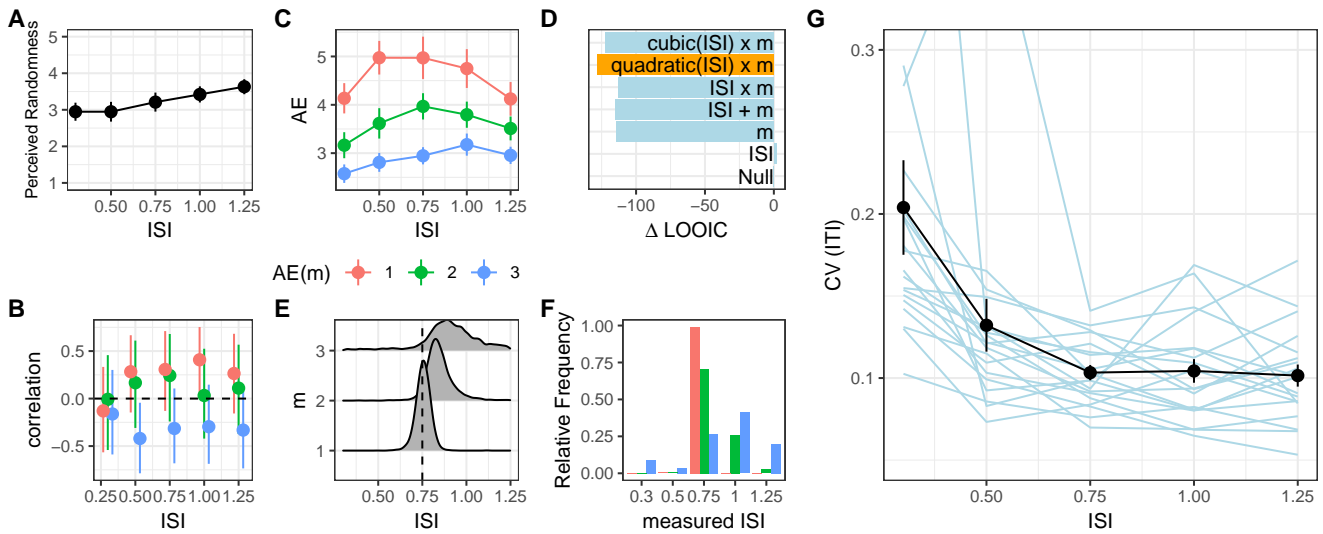 A
Perceived Randomness
5
4
3
2
1
0.50 0.75 1.00 1.25
ISI
C
AE
5
4
3
0.50 0.75 1.00 1.25
ISI
D
cubic(ISI) x m
quadratic(ISI) x m
ISI x m
ISI + m
m
ISI
Null
−100 −50 0
Δ LOOIC
AE(m) 1 2 3
B
correlation
0.5
0.0
−0.5
0.25 0.50 0.75 1.00 1.25
ISI
E
m
3
2
1
0.50 0.75 1.00 1.25
ISI
F
Relative Frequency
1.00
0.75
0.50
0.25
0.00
0.3 0.5 0.75 1 1.25
measured ISI
G
CV (ITI)
0.3
0.2
0.1
0.50 0.75 1.00 1.25
ISI